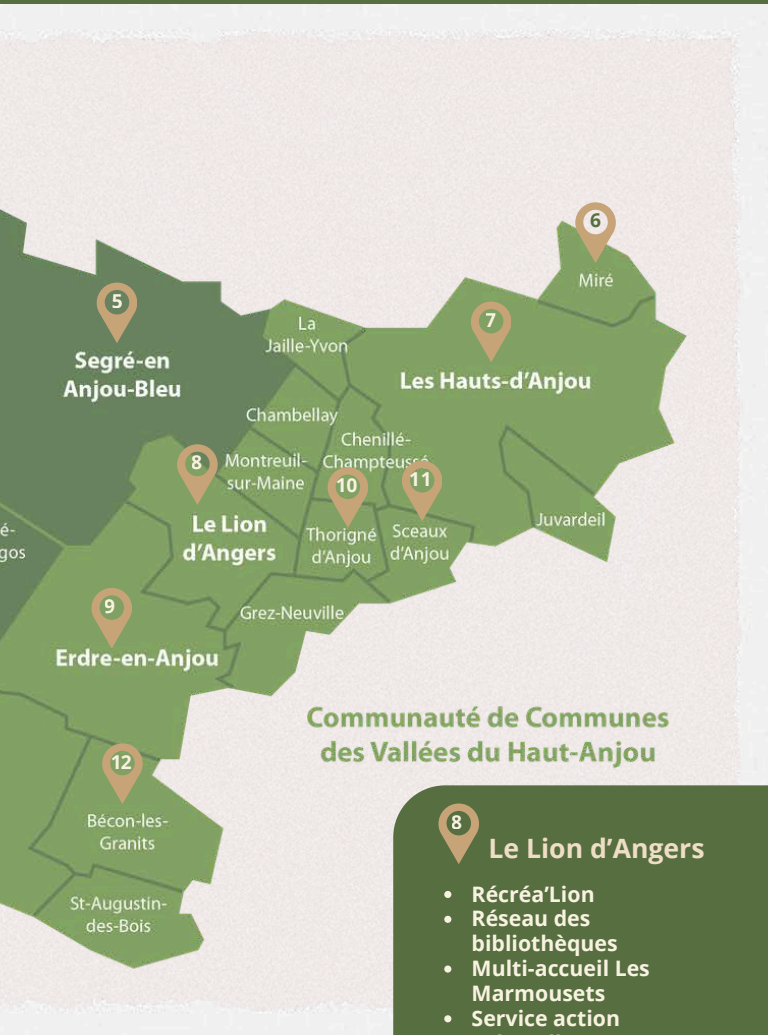 6
Miré
5
7
La
Jaille-Yvon
Segré-en
Anjou-Bleu
Les Hauts-d'Anjou
Chambellay
Chenillé-
Champteussé
8
Montreuil-
sur-Maine
10
11
Le Lion
d'Angers
Thorigné
d'Anjou
Sceaux
d'Anjou
Juvardeil
é-
gos
9
Grez-Neuville
Erdre-en-Anjou
Communauté de Communes
des Vallées du Haut-Anjou
12
Bécon-les-
Granits
St-Augustin-
des-Bois
8
Le Lion d'Angers
• Récréa'Lion
• Réseau des
bibliothèques
• Multi-accueil Les
Marmousets
• Service action